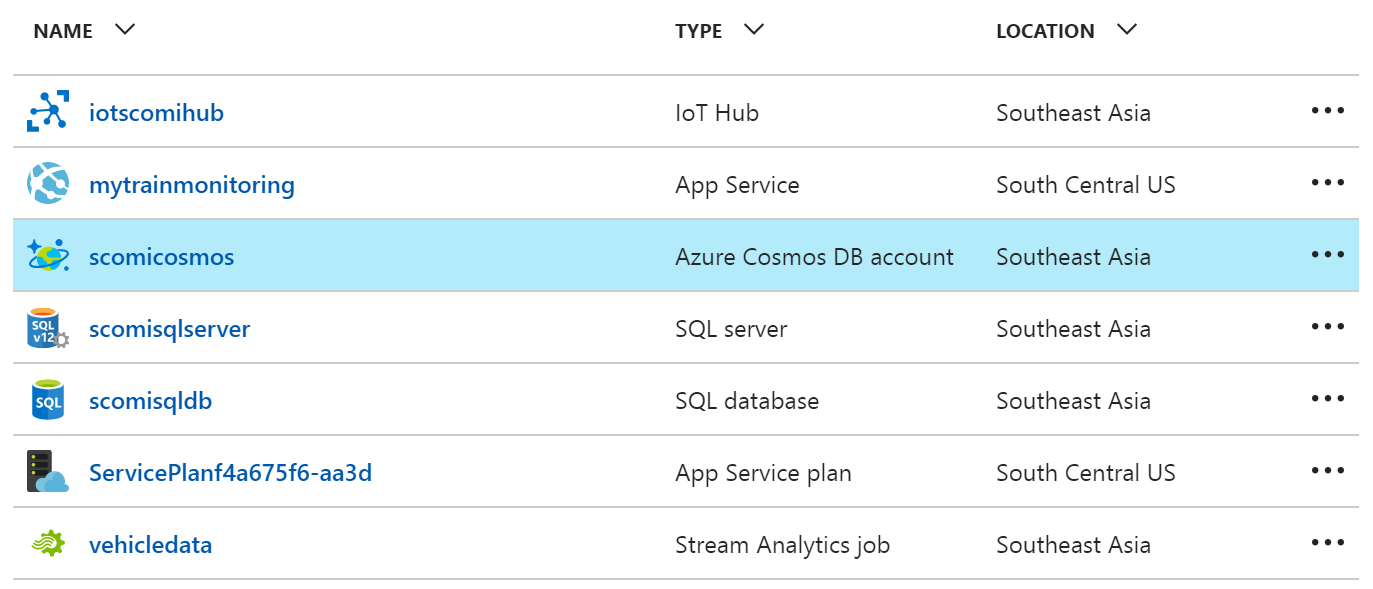 NAME TYPE LOCATION
iotscomihub IoT Hub Southeast Asia
mytrainmonitoring App Service South Central US
scomicosmos Azure Cosmos DB account Southeast Asia
SQL v12 scomisqlserver SQL server Southeast Asia
SQL scomisqldb SQL database Southeast Asia
ServicePlanf4a675f6-aa3d App Service plan South Central US
vehicledata Stream Analytics job Southeast Asia